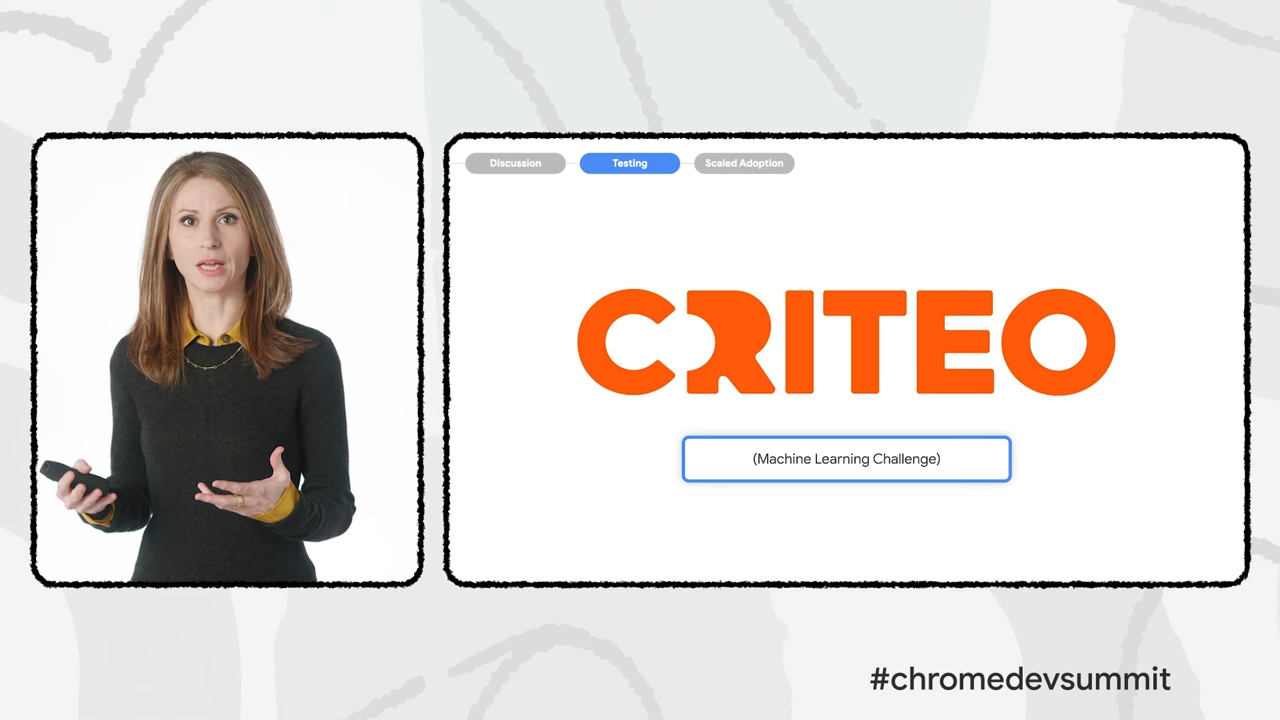 Discussion
Testing
Scaled Adoption
CRITEO
(Machine Learning Challenge)
#chromedevsummit